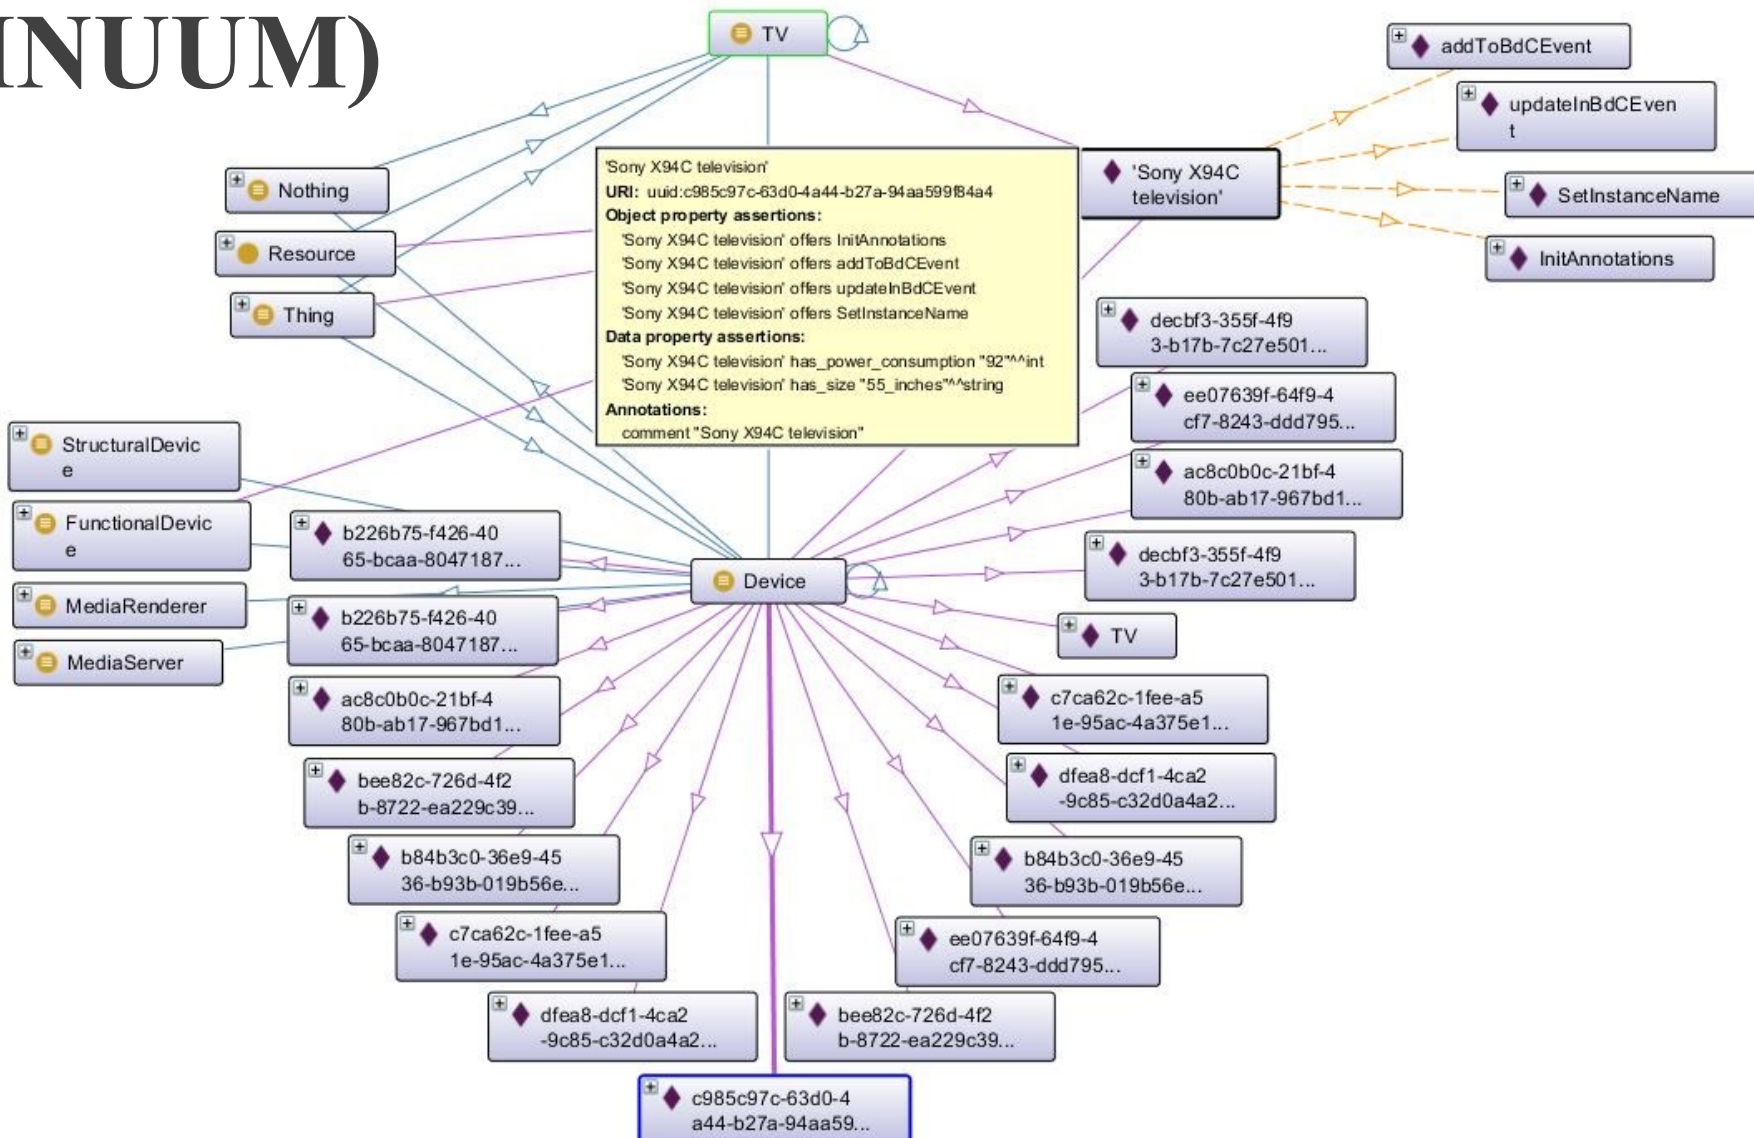 INUUM)
TV
addToBdCEvent
updateInBdCEven
t
'Sony X94C
television'
SetInstanceName
InitAnnotations
Nothing
Resource
Thing
'Sony X94C television'
URI: uuid:c985c97c-63d0-4a44-b27a-94aa599f84a4
Object property assertions:
'Sony X94C television' offers InitAnnotations
'Sony X94C television' offers addToBdCEvent
'Sony X94C television' offers updateInBdCEvent
'Sony X94C television' offers SetInstanceName
Data property assertions:
'Sony X94C television' has_power_consumption "92"^^int
'Sony X94C television' has_size "55_inches"^^string
Annotations:
comment "Sony X94C television"
decbf3-355f-4f9
3-b17b-7c27e501...
ee07639f-64f9-4
cf7-8243-ddd795...
ac8c0b0c-21bf-4
80b-ab17-967bd1...
decbf3-355f-4f9
3-b17b-7c27e501...
StructuralDevic
e
FunctionalDevic
e
MediaRenderer
MediaServer
b226b75-f426-40
65-bcaa-8047187...
b226b75-f426-40
65-bcaa-8047187...
Device
TV
ac8c0b0c-21bf-4
80b-ab17-967bd1...
c7ca62c-1fee-a5
1e-95ac-4a375e1...
bee82c-726d-4f2
b-8722-ea229c39...
dfea8-dcf1-4ca2
-9c85-c32d0a4a2...
b84b3c0-36e9-45
36-b93b-019b56e...
b84b3c0-36e9-45
36-b93b-019b56e...
c7ca62c-1fee-a5
1e-95ac-4a375e1...
ee07639f-64f9-4
cf7-8243-ddd795...
dfea8-dcf1-4ca2
-9c85-c32d0a4a2...
bee82c-726d-4f2
b-8722-ea229c39...
c985c97c-63d0-4
a44-b27a-94aa59...